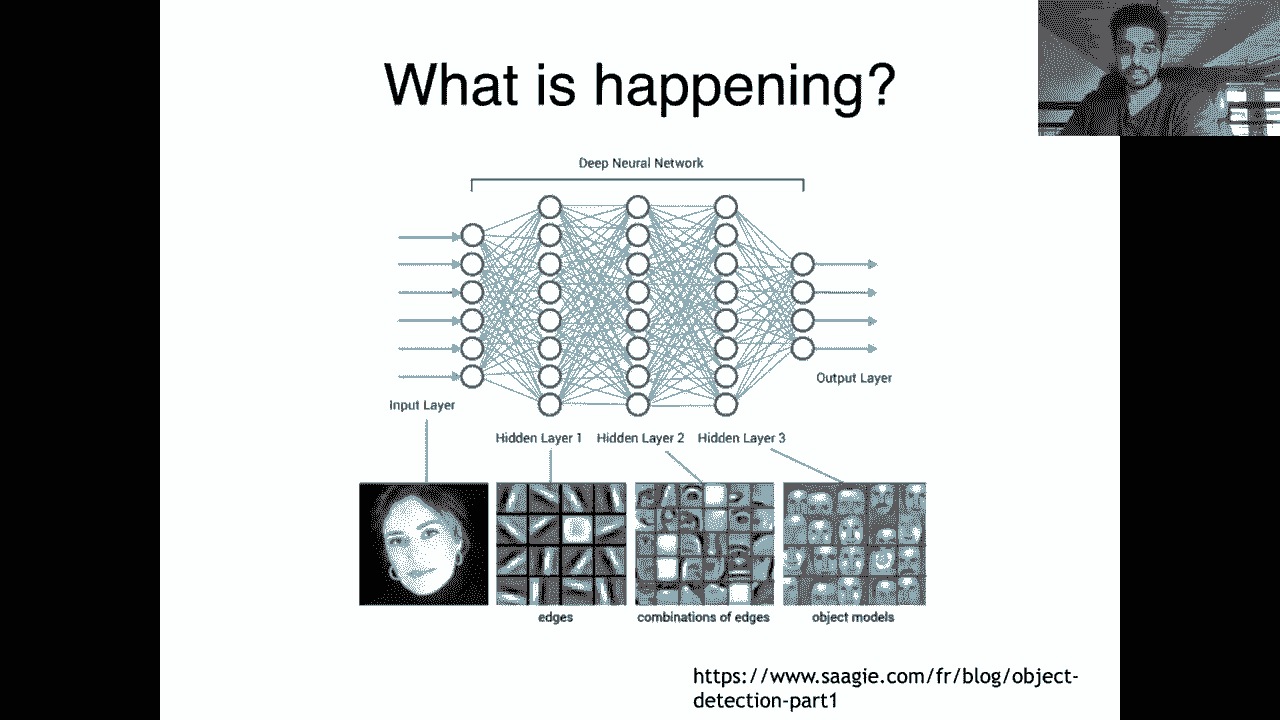 What is happening?
Deep Neural Network
Output Layer
Input Layer
Hidden Layer 1 Hidden Layer 2 Hidden Layer 3
edges combinations of edges object models
https://www.saagie.com/fr/blog/object-
detection-part1